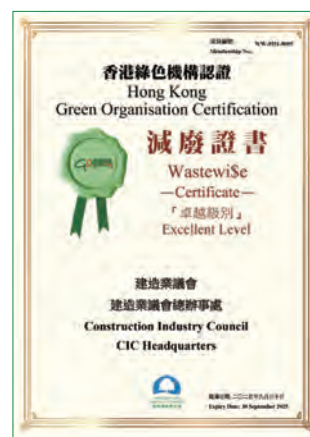 Membership No.:
香港綠色機構認證
Hong Kong
Green Organisation Certification
減廢證書
Wastewi$e
—Certificate—
「卓越級別」
Excellent Level
建造業議會
建造業議會總辦事處
Construction Industry Council
CIC Headquarters
Expiry Date: 30 September 2025